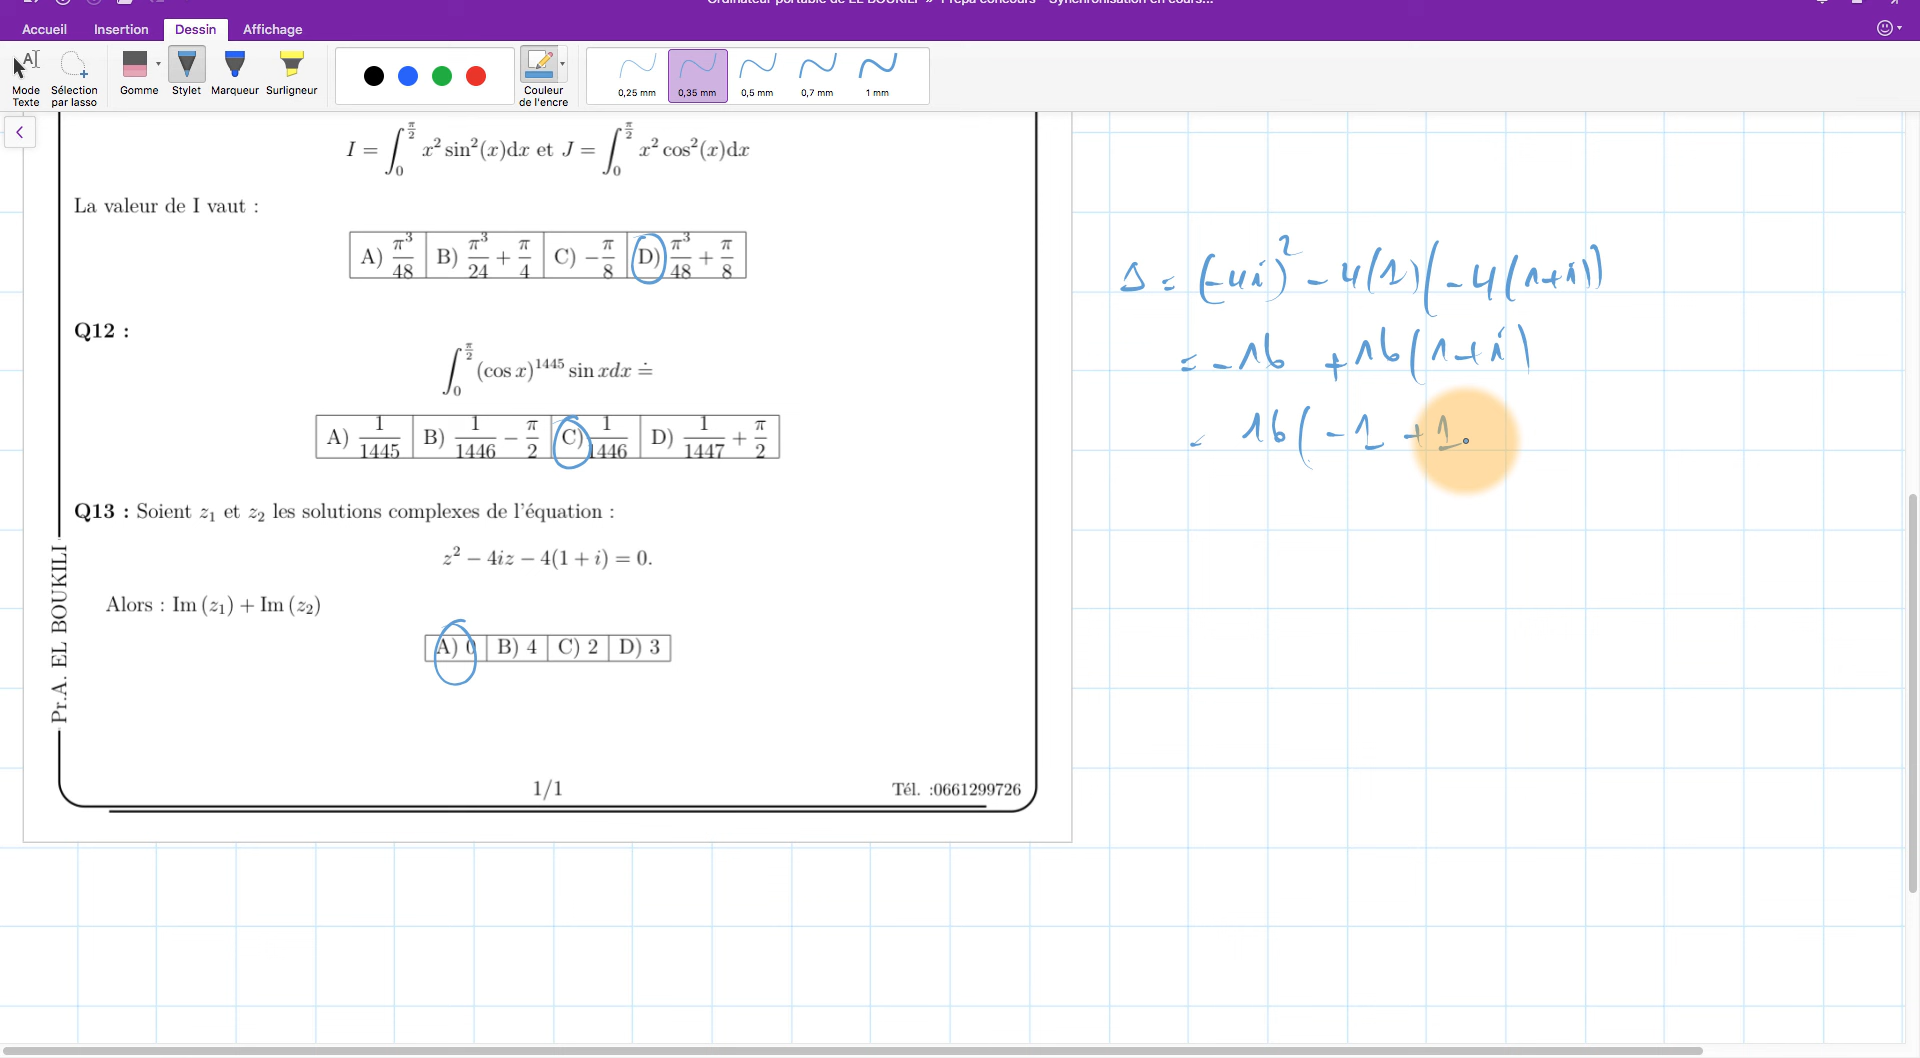 Accueil Insertion Dessin Affichage
Mode Texte
Sélection par lasso
Gomme
Stylet
Marqueur
Surligneur
Couleur de l'encre
0,25 mm
0,35 mm
0,5 mm
0,7 mm
1 mm
I = ∫₀^{π/2} x² sin²(x)dx et J = ∫₀^{π/2} x² cos²(x)dx
La valeur de I vaut :
A) π³/48 B) π³/24 + π/4 C) −π/8 D) π³/48 + π/8
Q12 :
∫₀^{π/2} (cos x)¹⁴⁴⁵ sin xdx ≐
A) 1/1445 B) 1/1446 − π/2 C) 1/1446 D) 1/1447 + π/2
Q13 : Soient z₁ et z₂ les solutions complexes de l'équation :
z² − 4iz − 4(1 + i) = 0.
Alors : Im (z₁) + Im (z₂)
A) 0 B) 4 C) 2 D) 3
Pr.A. EL BOUKILI
1/1
Tél. :0661299726
Δ = (-4i)² - 4(1)(-4(1+i))
= -16 + 16(1+i)
= 16(-1 + 1